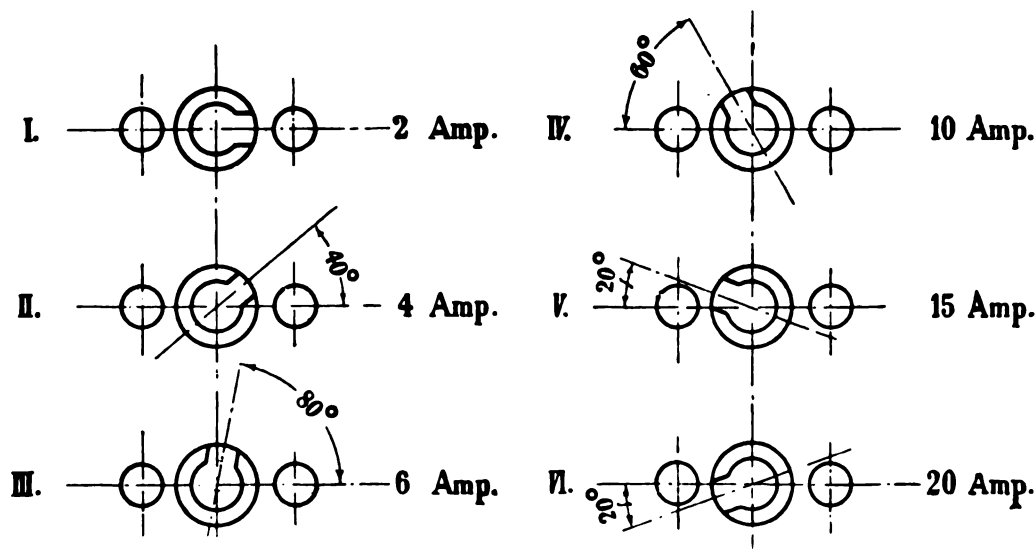 I. 2 Amp.
II. 40° 4 Amp.
III. 80° 6 Amp.
IV. 60° 10 Amp.
V. 20° 15 Amp.
VI. 20° 20 Amp.